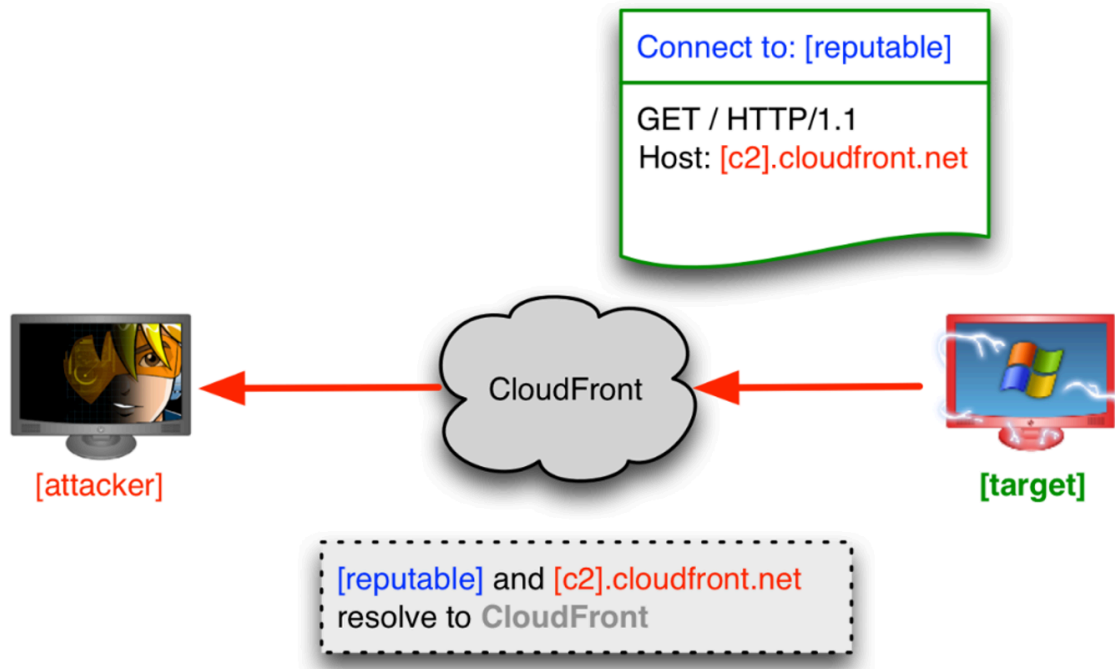 Connect to: [reputable]
GET / HTTP/1.1
Host: [c2].cloudfront.net
CloudFront
[attacker]
[target]
[reputable] and [c2].cloudfront.net
resolve to CloudFront